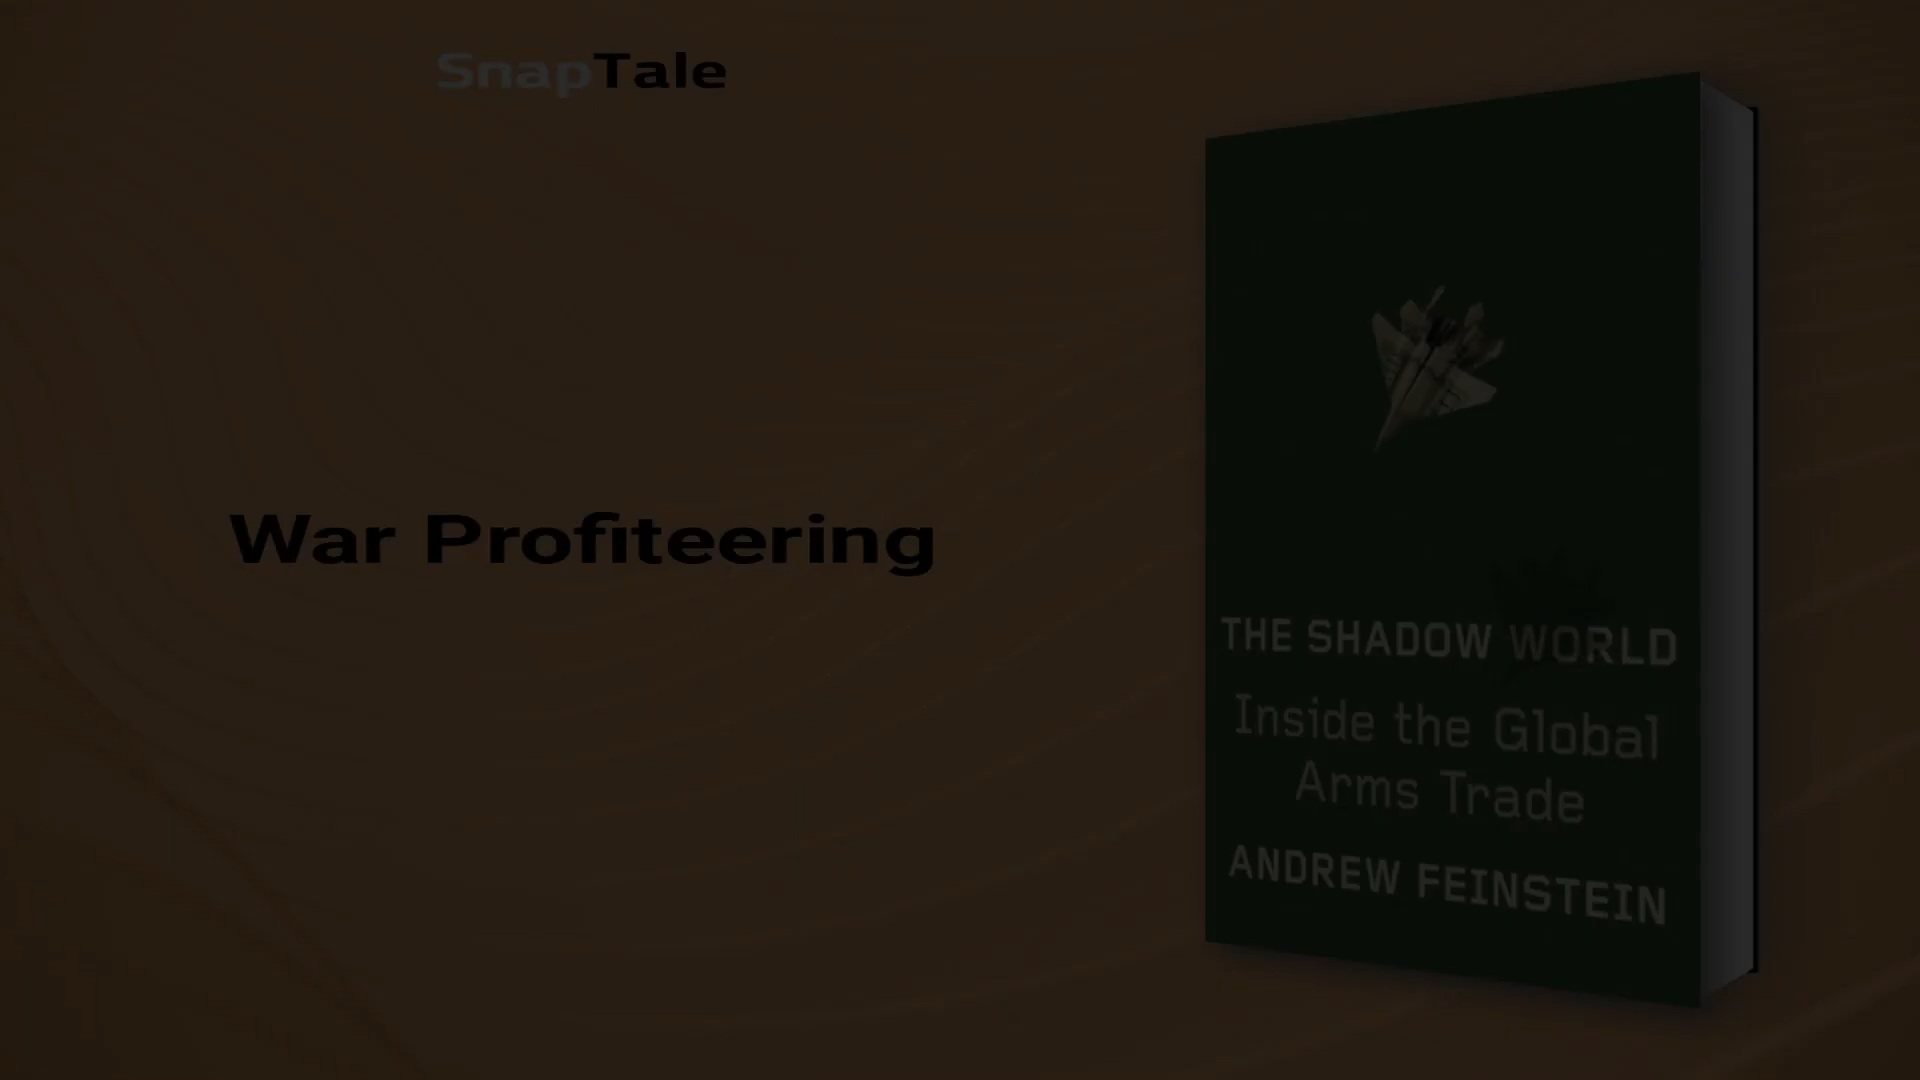 SnapTale
War Profiteering
THE SHADOW WORLD
Inside the Global
Arms Trade
ANDREW FEINSTEIN